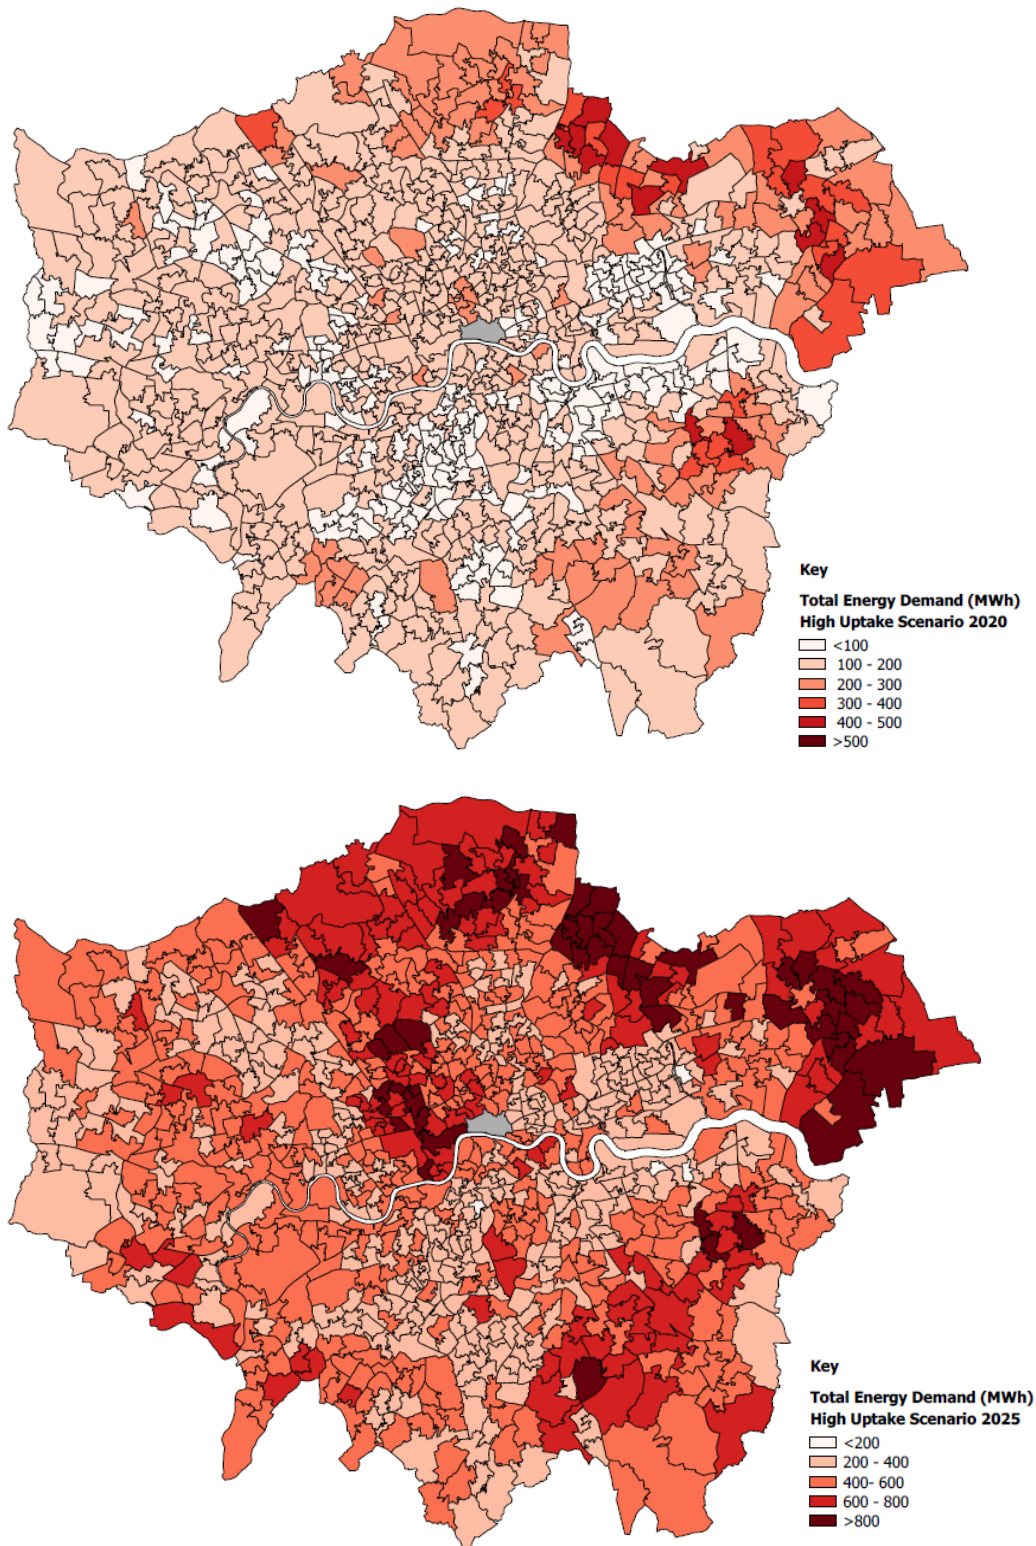 Key
Total Energy Demand (MWh)
High Uptake Scenario 2020
<100
100 - 200
200 - 300
300 - 400
400 - 500
>500
Key
Total Energy Demand (MWh)
High Uptake Scenario 2025
<200
200 - 400
400- 600
600 - 800
>800